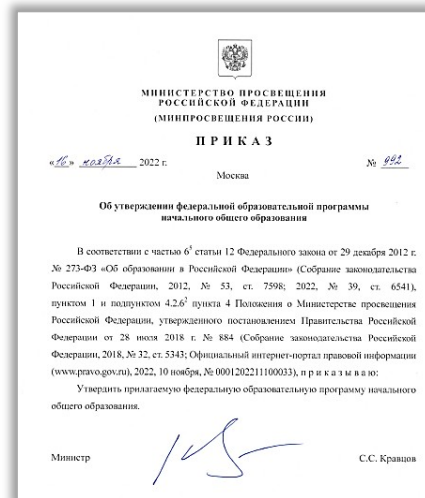 МИНИСТЕРСТВО ПРОСВЕЩЕНИЯ
РОССИЙСКОЙ ФЕДЕРАЦИИ
(МИНПРОСВЕЩЕНИЯ РОССИИ)
ПРИКАЗ
«16» ноября 2022 г. № 992
Москва
Об утверждении федеральной образовательной программы
начального общего образования
В соответствии с частью 6⁵ статьи 12 Федерального закона от 29 декабря 2012 г.
№ 273-ФЗ «Об образовании в Российской Федерации» (Собрание законодательства
Российской Федерации, 2012, № 53, ст. 7598; 2022, № 39, ст. 6541),
пунктом 1 и подпунктом 4.2.6² пункта 4 Положения о Министерстве просвещения
Российской Федерации, утвержденного постановлением Правительства Российской
Федерации от 28 июля 2018 г. № 884 (Собрание законодательства Российской
Федерации, 2018, № 32, ст. 5343; Официальный интернет-портал правовой информации
(www.pravo.gov.ru), 2022, 10 ноября, № 0001202211100033), п р и к а з ы в а ю:
Утвердить прилагаемую федеральную образовательную программу начального
общего образования.
Министр С.С. Кравцов